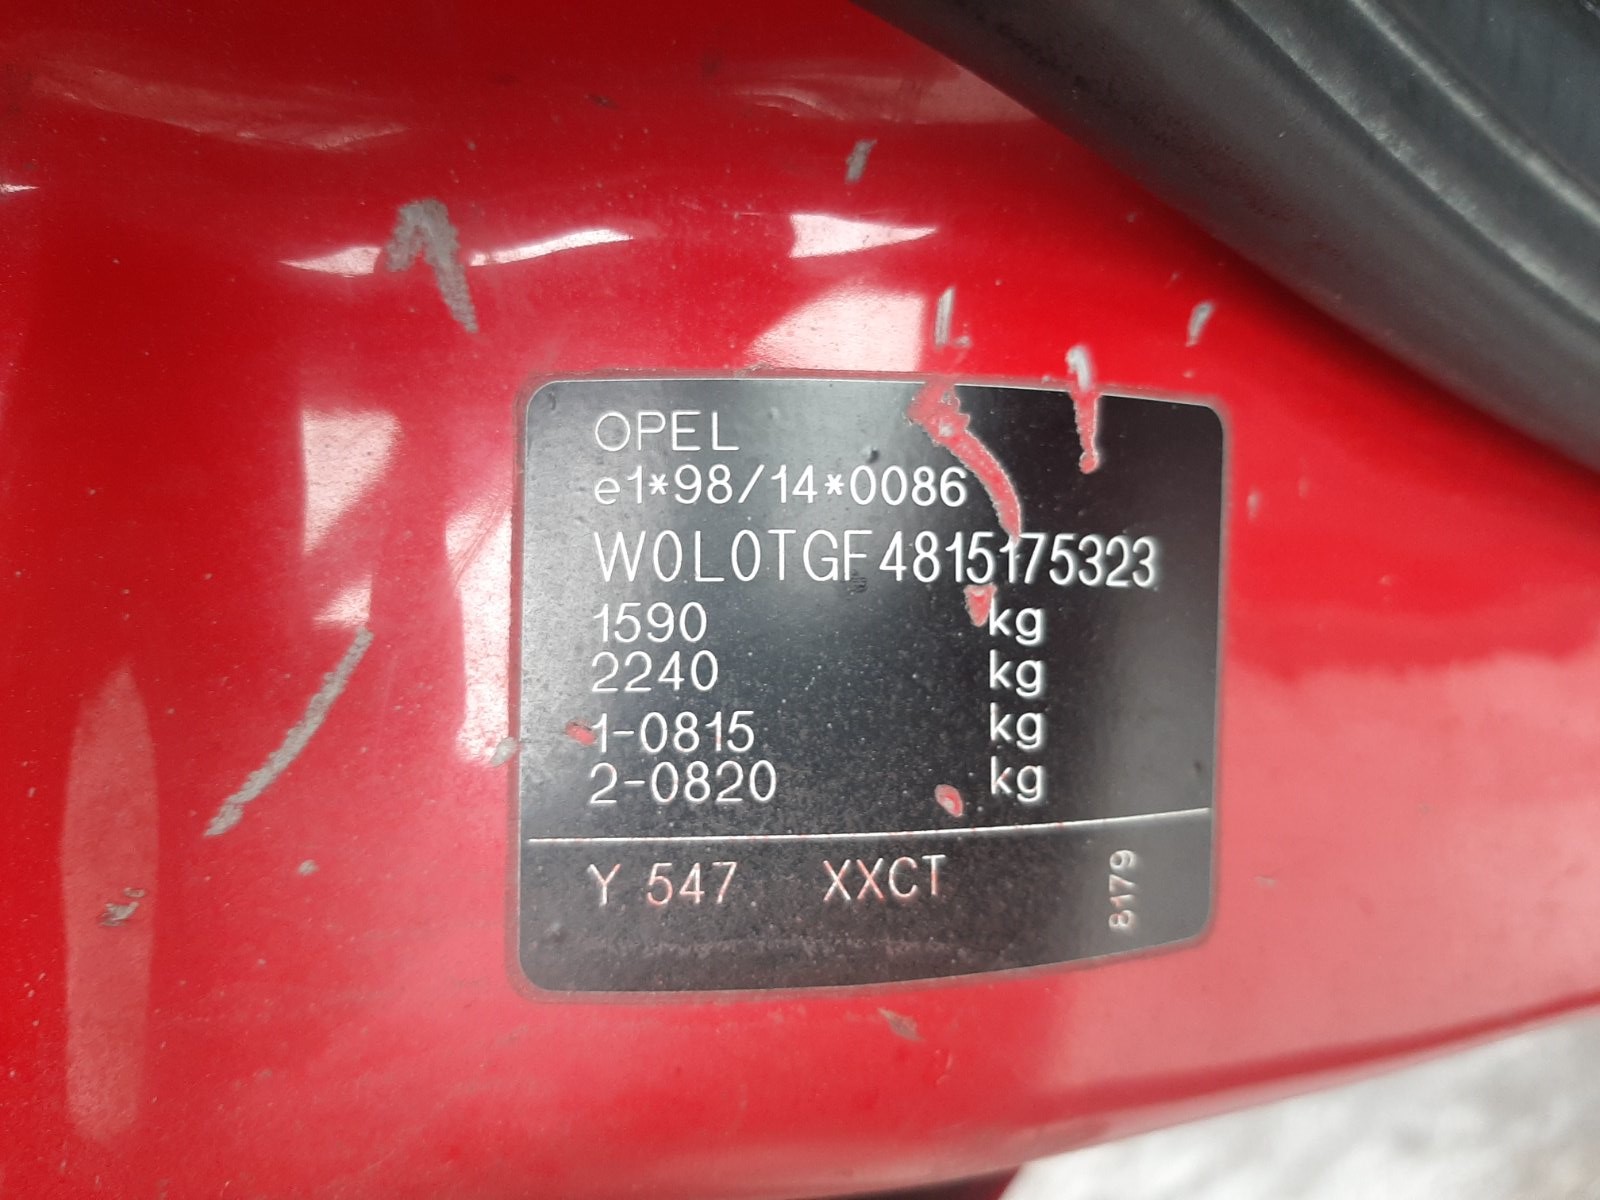 OPEL
e1*98/14*0086
W0L0TGF4815175323
1590 kg
2240 kg
1-0815 kg
2-0820 kg
Y 547 XXCT
8179